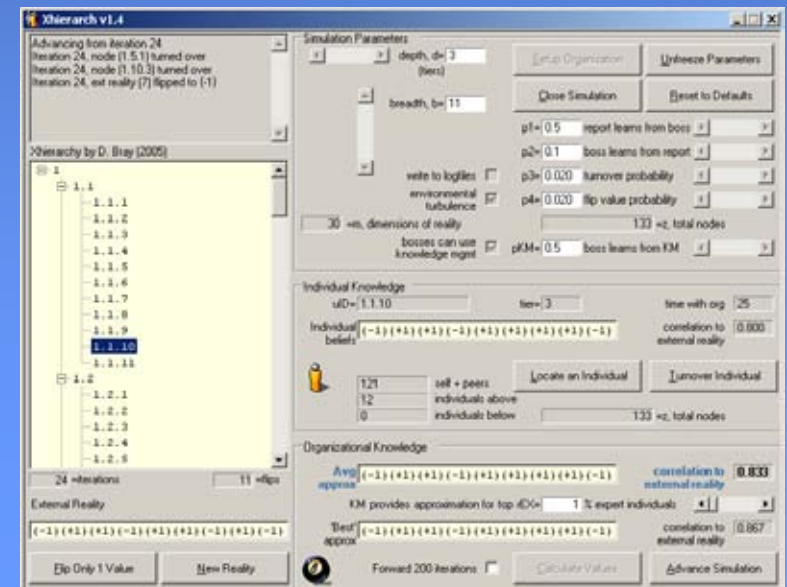 Xhierarch v1.4
Advancing from iteration 24
Iteration 24, node (1.5.1) turned over
Iteration 24, node (1.10.3) turned over
Iteration 24, ext reality (7) flipped to (-1)
Xhierarchy by D. Bray (2005)
1
1.1
1.1.1
1.1.2
1.1.3
1.1.4
1.1.5
1.1.6
1.1.7
1.1.8
1.1.9
1.1.10
1.1.11
1.2
1.2.1
1.2.2
1.2.3
1.2.4
1.2.5
24 =iterations 11 =flips
External Reality
(-1)(+1)(+1)(-1)(+1)(+1)(+1)(+1)(-1)
Flip Only 1 Value New Reality
Simulation Parameters
depth, d= 3
(tiers)
Setup Organization Unfreeze Parameters
breadth, b= 11
Close Simulation Reset to Defaults
p1= 0.5 report learns from boss
p2= 0.1 boss learns from report
write to logfiles p3= 0.020 turnover probability
environmental turbulence p4= 0.020 flip value probability
30 =m, dimensions of reality 133 =z, total nodes
bosses can use knowledge mgmt pKM= 0.5 boss learns from KM
Individual Knowledge
uID= 1.1.10 tier= 3 time with org 25
Individual beliefs (-1)(+1)(+1)(-1)(+1)(+1)(+1)(+1)(-1) correlation to external reality 0.800
121 self + peers Locate an Individual Turnover Individual
12 individuals above
0 individuals below 133 =z, total nodes
Organizational Knowledge
Avg approx (-1)(+1)(+1)(-1)(+1)(+1)(+1)(+1)(-1) correlation to external reality 0.833
KM provides approximation for top 1 % expert individuals
'Best' approx (-1)(+1)(+1)(-1)(+1)(+1)(+1)(+1)(-1) correlation to external reality 0.867
Forward 200 iterations Calculate Values Advance Simulation